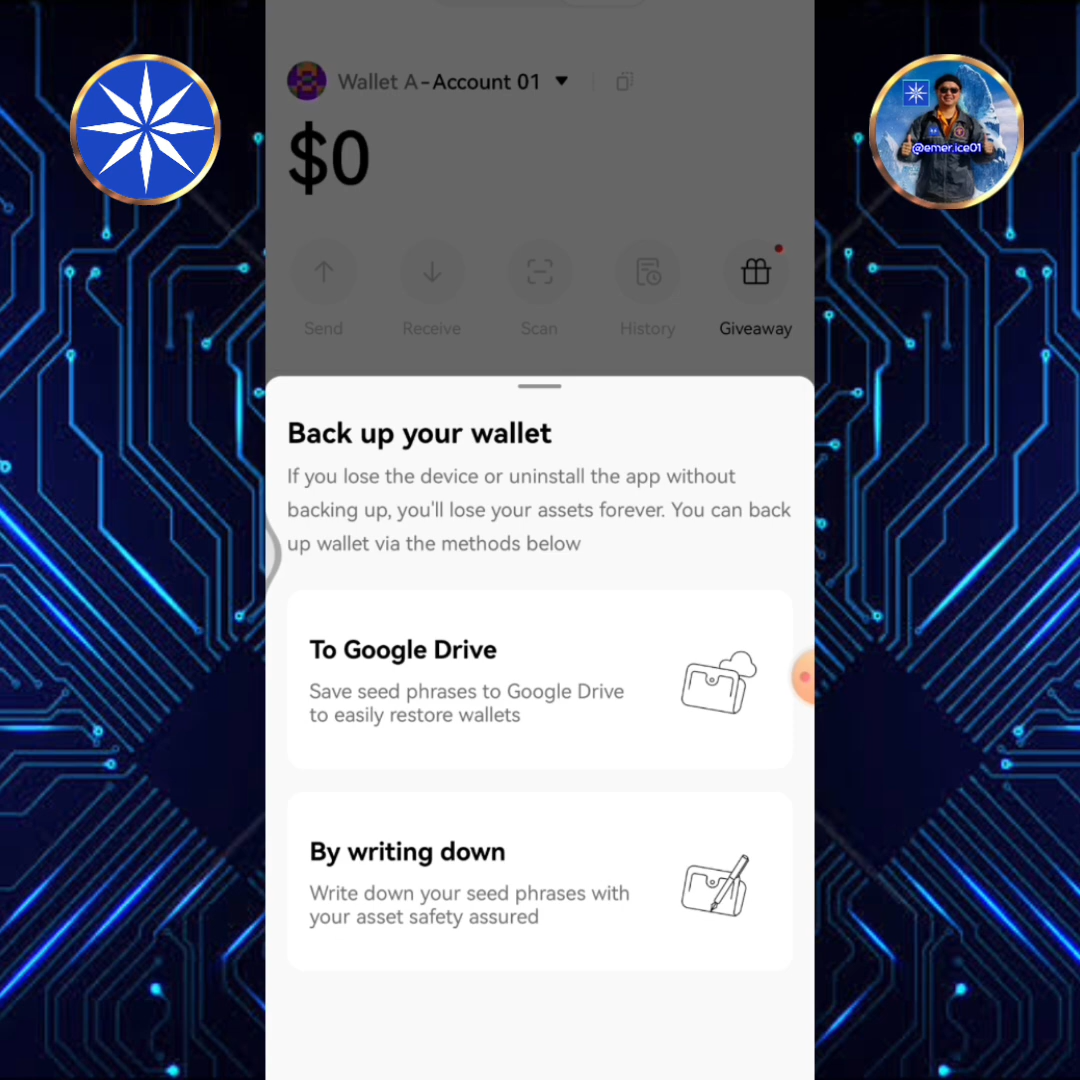 Wallet A - Account 01
$0
Send Receive Scan History Giveaway
@emer.ice01
Back up your wallet
If you lose the device or uninstall the app without
backing up, you'll lose your assets forever. You can back
up wallet via the methods below
To Google Drive
Save seed phrases to Google Drive
to easily restore wallets
By writing down
Write down your seed phrases with
your asset safety assured